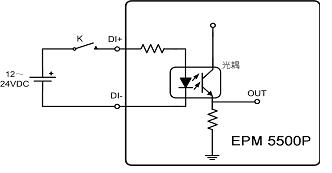 K
DI+
光耦
12～
24VDC
+
DI-
OUT
EPM 5500P